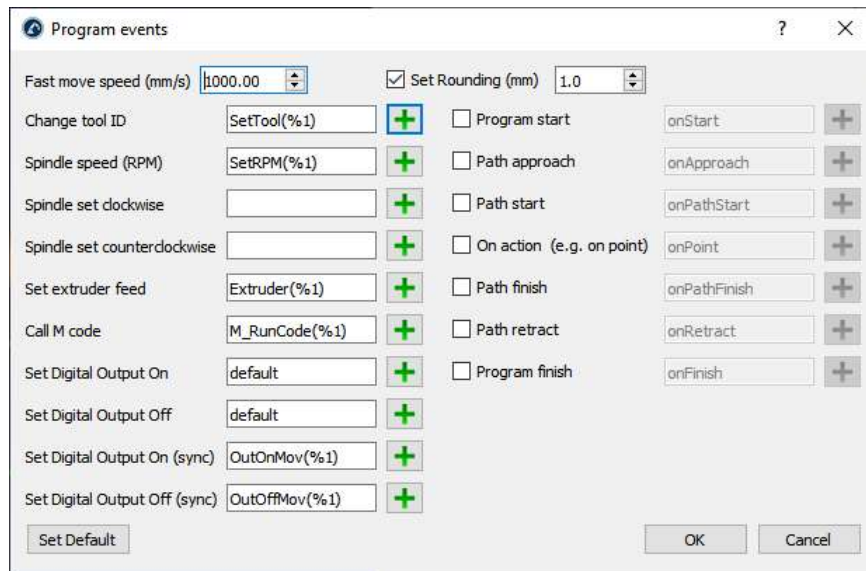 Program events
Fast move speed (mm/s) 1000.00 Set Rounding (mm) 1.0
Change tool ID SetTool(%1) Program start onStart
Spindle speed (RPM) SetRPM(%1) Path approach onApproach
Spindle set clockwise Path start onPathStart
Spindle set counterclockwise On action (e.g. on point) onPoint
Set extruder feed Extruder(%1) Path finish onPathFinish
Call M code M_RunCode(%1) Path retract onRetract
Set Digital Output On default Program finish onFinish
Set Digital Output Off default
Set Digital Output On (sync) OutOnMov(%1)
Set Digital Output Off (sync) OutOffMov(%1)
Set Default OK Cancel